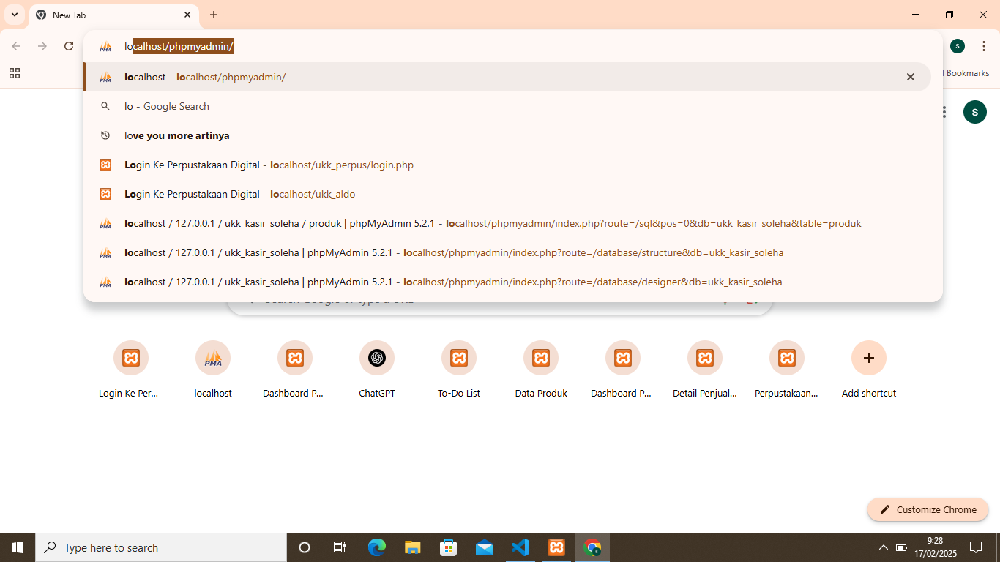 New Tab
localhost/phpmyadmin/
S
localhost - localhost/phpmyadmin/
Bookmarks
lo - Google Search
S
love you more artinya
Login Ke Perpustakaan Digital - localhost/ukk_perpus/login.php
Login Ke Perpustakaan Digital - localhost/ukk_aldo
localhost / 127.0.0.1 / ukk_kasir_soleha / produk | phpMyAdmin 5.2.1 - localhost/phpmyadmin/index.php?route=/sql&pos=0&db=ukk_kasir_soleha&table=produk
localhost / 127.0.0.1 / ukk_kasir_soleha | phpMyAdmin 5.2.1 - localhost/phpmyadmin/index.php?route=/database/structure&db=ukk_kasir_soleha
localhost / 127.0.0.1 / ukk_kasir_soleha | phpMyAdmin 5.2.1 - localhost/phpmyadmin/index.php?route=/database/designer&db=ukk_kasir_soleha
Search Google or type a URL
Login Ke Per... localhost Dashboard P... ChatGPT To-Do List Data Produk Dashboard P... Detail Penjual... Perpustakaan... Add shortcut
Customize Chrome
Type here to search
9:28
17/02/2025